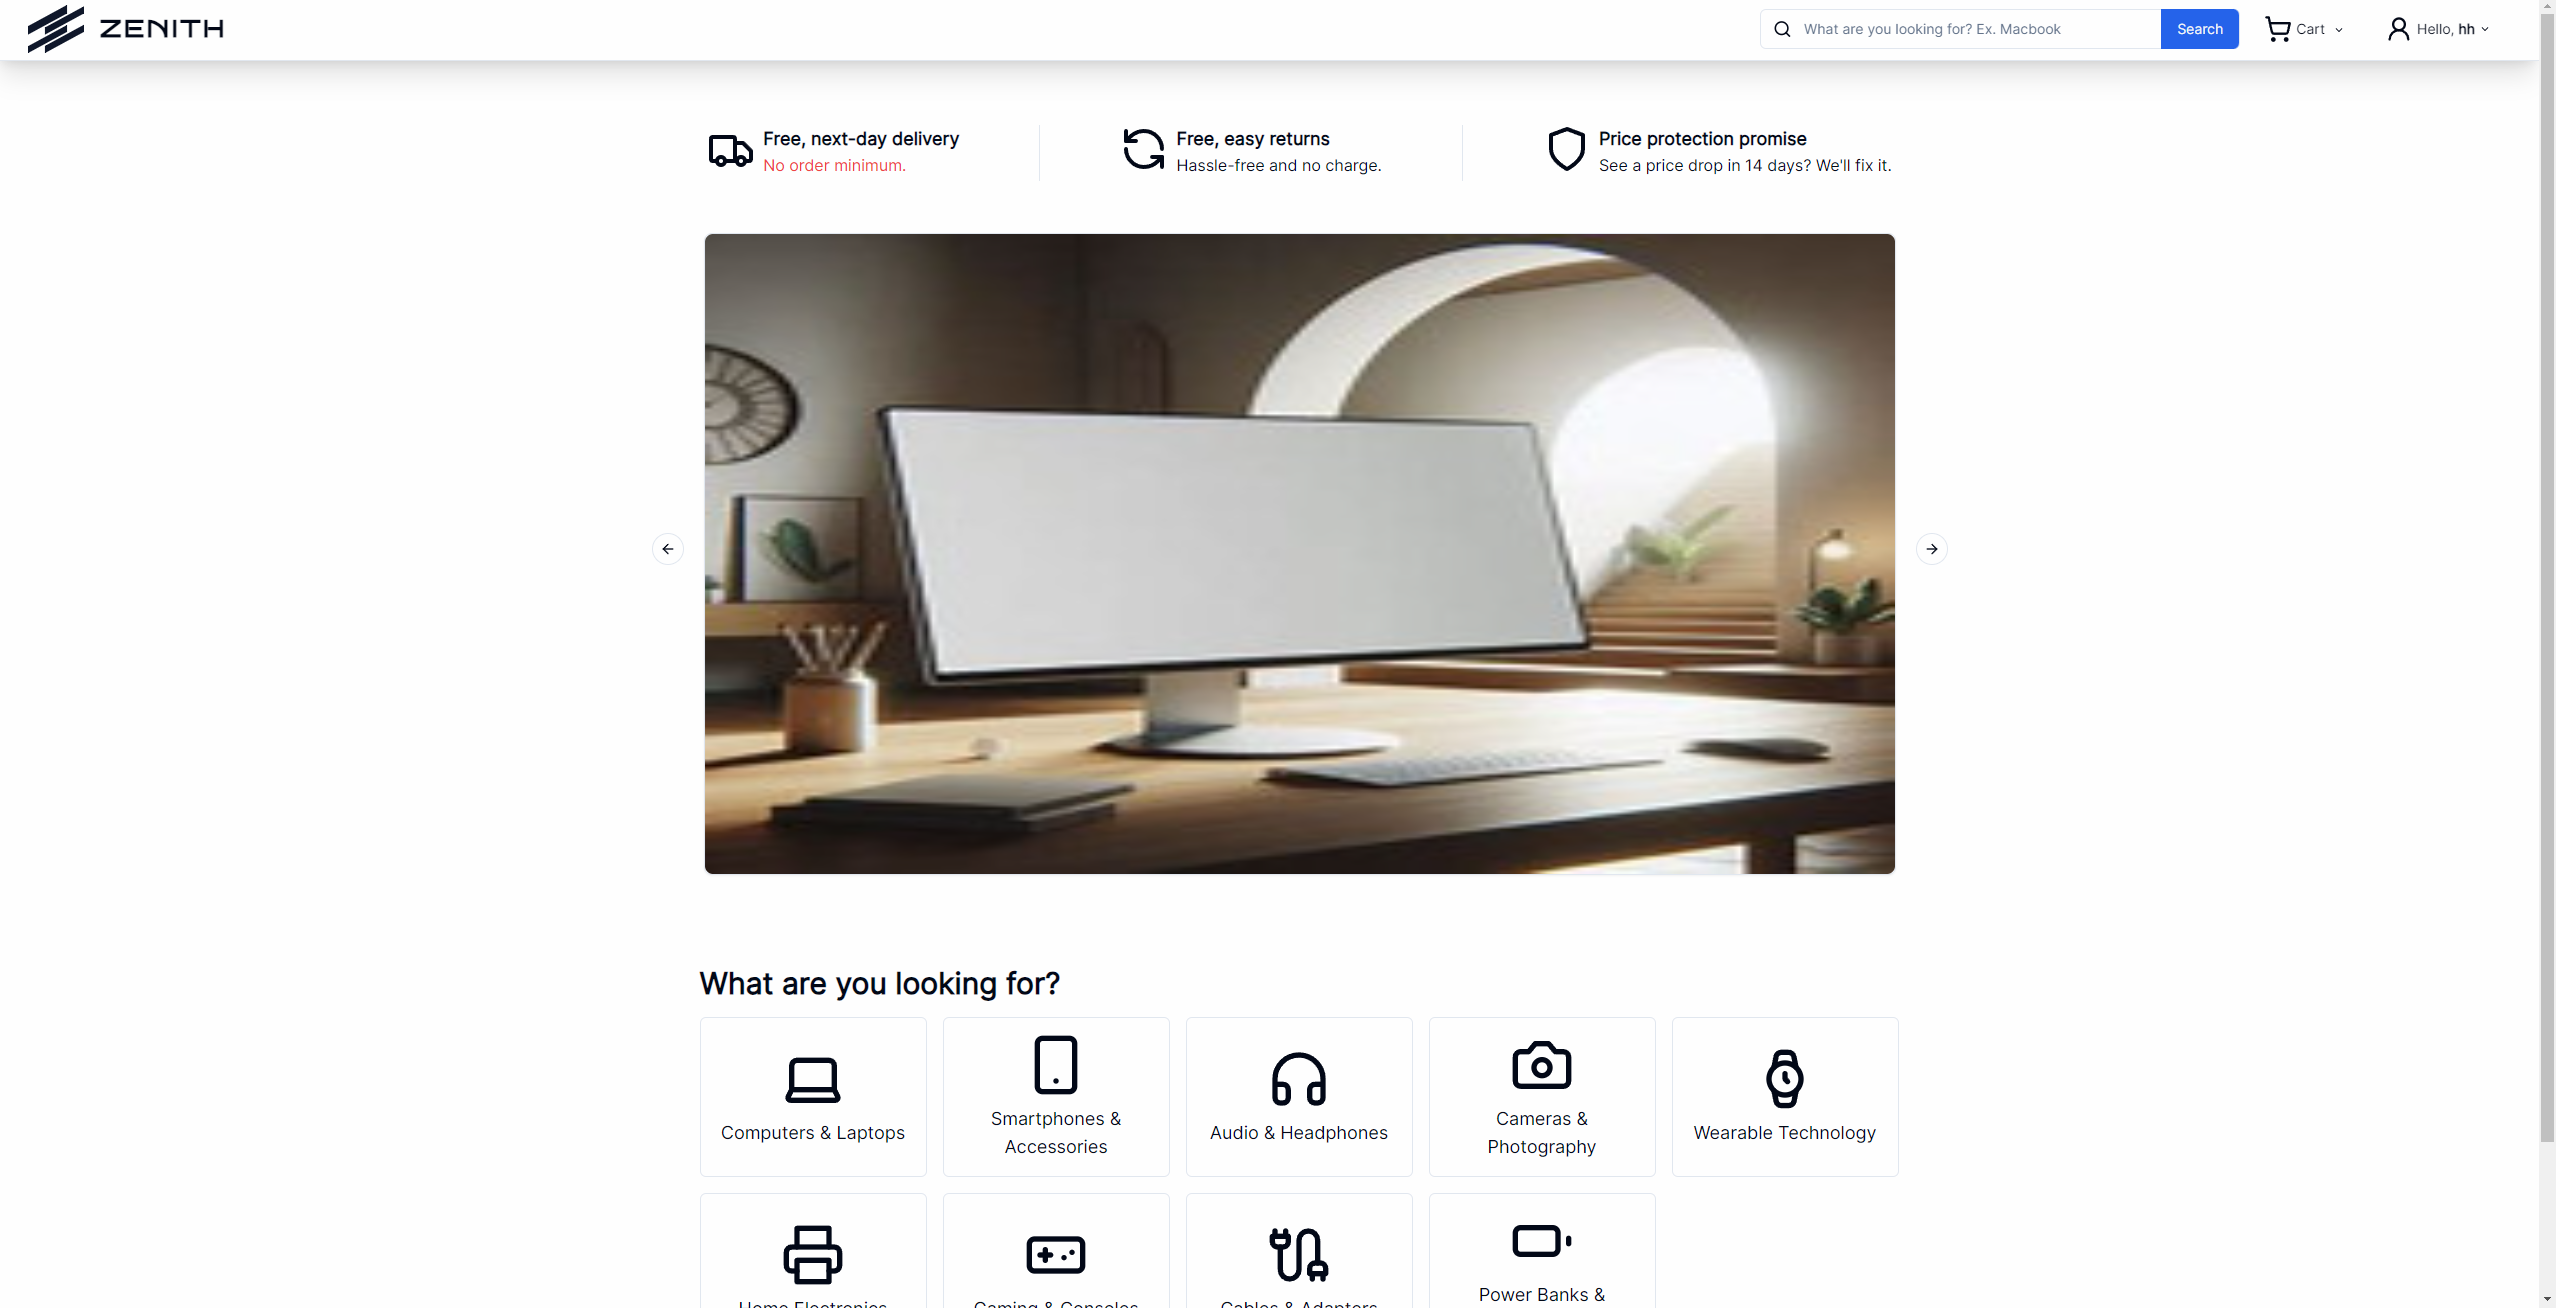 ZENITH
What are you looking for? Ex. Macbook
Search
Cart
Hello, hh
Free, next-day delivery
No order minimum.
Free, easy returns
Hassle-free and no charge.
Price protection promise
See a price drop in 14 days? We'll fix it.
What are you looking for?
Computers & Laptops
Smartphones &
Accessories
Audio & Headphones
Cameras &
Photography
Wearable Technology
Home Electronics
Gaming & Consoles
Cables & Adapters
Power Banks &